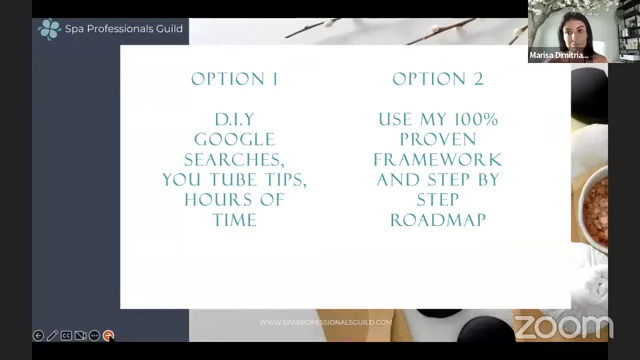 Spa Professionals Guild
Marisa Dimitria...
OPTION 1
D.I.Y
GOOGLE
SEARCHES,
YOU TUBE TIPS,
HOURS OF
TIME
OPTION 2
USE MY 100%
PROVEN
FRAMEWORK
AND STEP BY
STEP
ROADMAP
WWW.SPAPROFESSIONALSGUILD.COM
CC
zoom